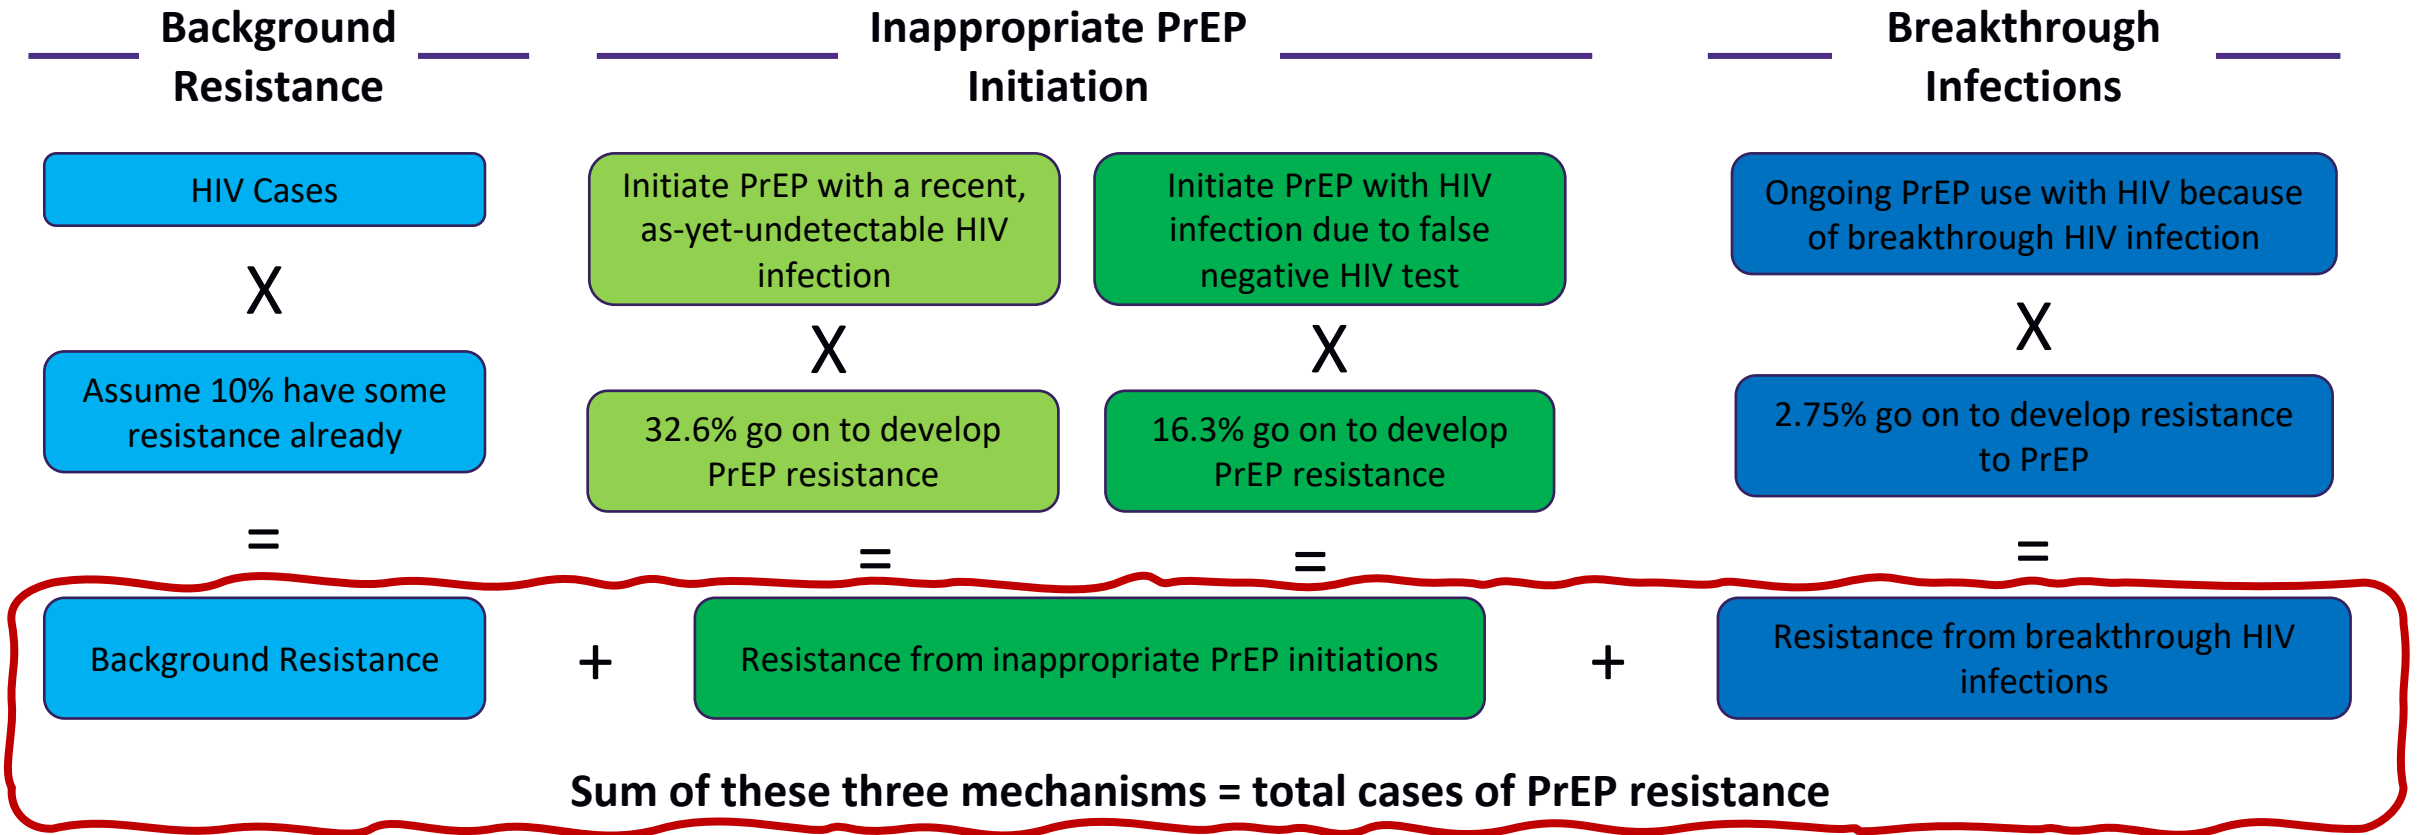 Background
Resistance
Inappropriate PrEP
Initiation
Breakthrough
Infections
HIV Cases
X
Assume 10% have some
resistance already
=
Initiate PrEP with a recent,
as-yet-undetectable HIV
infection
X
32.6% go on to develop
PrEP resistance
=
Initiate PrEP with HIV
infection due to false
negative HIV test
X
16.3% go on to develop
PrEP resistance
=
Ongoing PrEP use with HIV because
of breakthrough HIV infection
X
2.75% go on to develop resistance
to PrEP
=
Background Resistance
+
Resistance from inappropriate PrEP initiations
+
Resistance from breakthrough HIV
infections
Sum of these three mechanisms = total cases of PrEP resistance